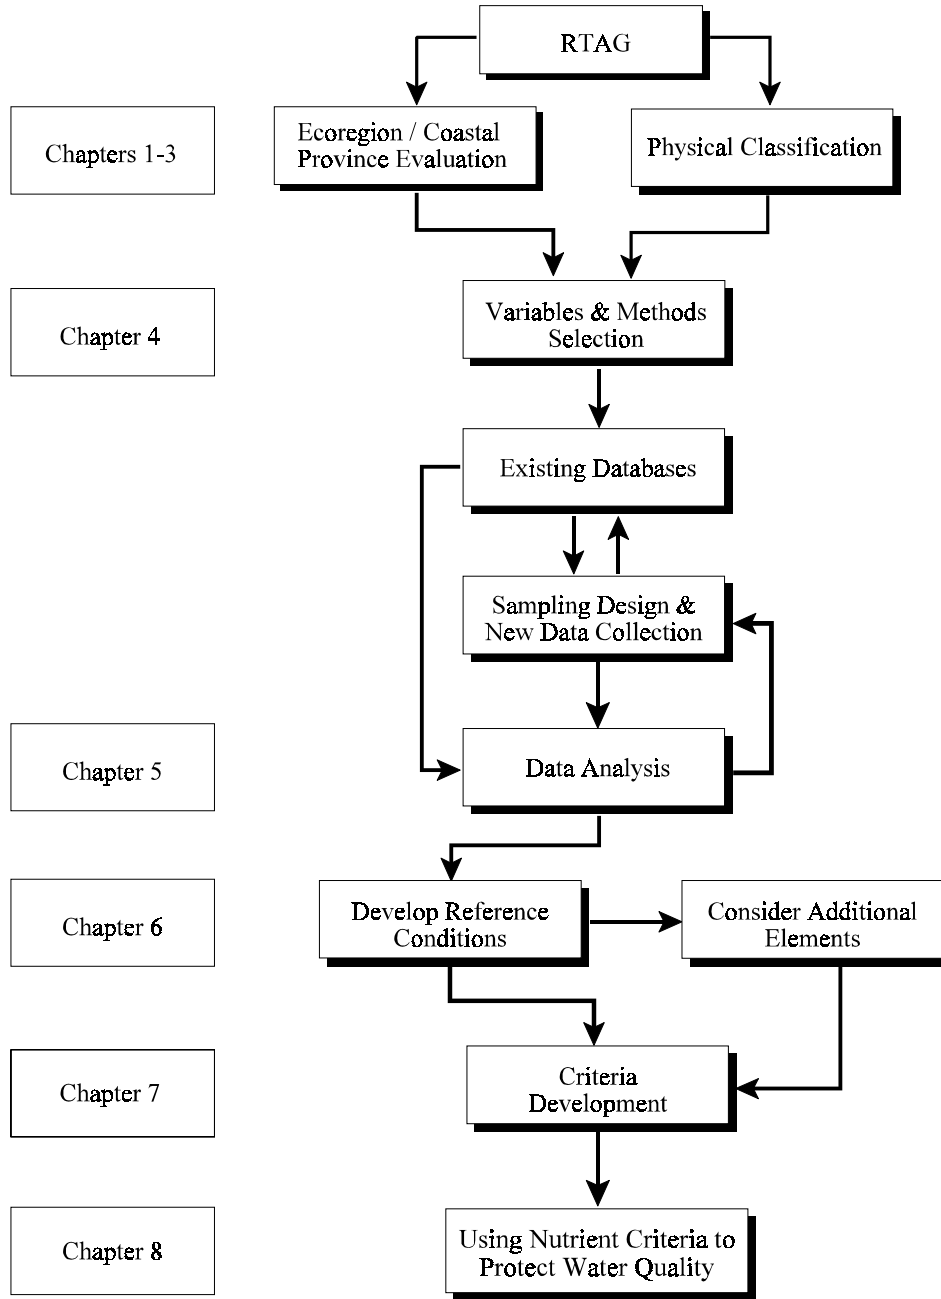 RTAG
Chapters 1-3
Ecoregion / Coastal
Province Evaluation
Physical Classification
Chapter 4
Variables & Methods
Selection
Existing Databases
Sampling Design &
New Data Collection
Chapter 5
Data Analysis
Chapter 6
Develop Reference
Conditions
Consider Additional
Elements
Chapter 7
Criteria
Development
Chapter 8
Using Nutrient Criteria to
Protect Water Quality